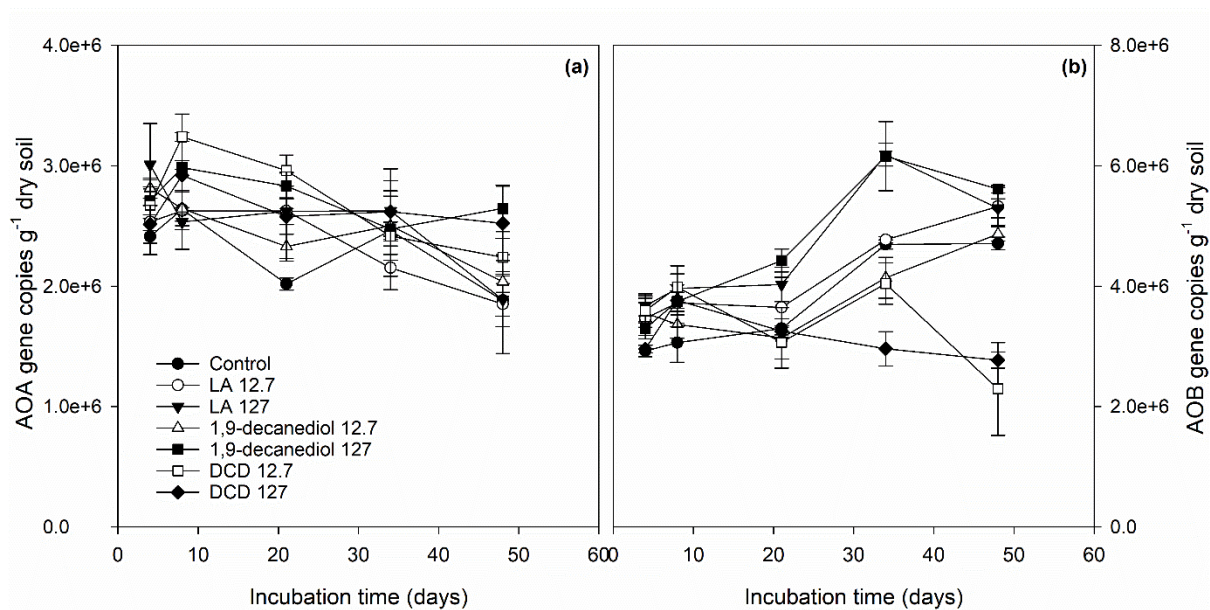 4.0e+6
3.0e+6
2.0e+6
1.0e+6
0.0
AOA gene copies g⁻¹ dry soil
(a)
Control
LA 12.7
LA 127
1,9-decanediol 12.7
1,9-decanediol 127
DCD 12.7
DCD 127
0 10 20 30 40 50 60
Incubation time (days)
(b)
8.0e+6
6.0e+6
4.0e+6
2.0e+6
0.0
AOB gene copies g⁻¹ dry soil
0 10 20 30 40 50 60
Incubation time (days)